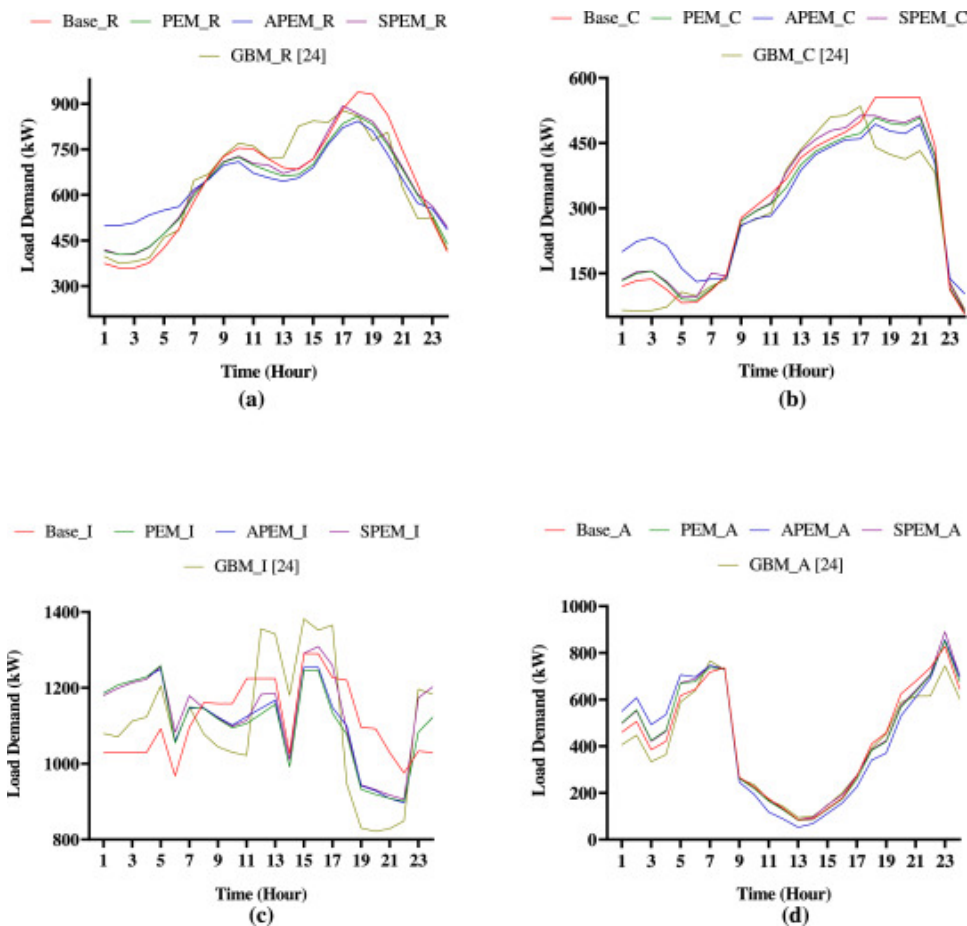 Base_R PEM_R APEM_R SPEM_R
GBM_R [24]
900
750
600
450
300
Load Demand (kW)
1 3 5 7 9 11 13 15 17 19 21 23
Time (Hour)
(a)
Base_C PEM_C APEM_C SPEM_C
GBM_C [24]
600
450
300
150
Load Demand (kW)
1 3 5 7 9 11 13 15 17 19 21 23
Time (Hour)
(b)
Base_I PEM_I APEM_I SPEM_I
GBM_I [24]
1400
1200
1000
800
Load Demand (kW)
1 3 5 7 9 11 13 15 17 19 21 23
Time (Hour)
(c)
Base_A PEM_A APEM_A SPEM_A
GBM_A [24]
1000
800
600
400
200
0
Load Demand (kW)
1 3 5 7 9 11 13 15 17 19 21 23
Time (Hour)
(d)